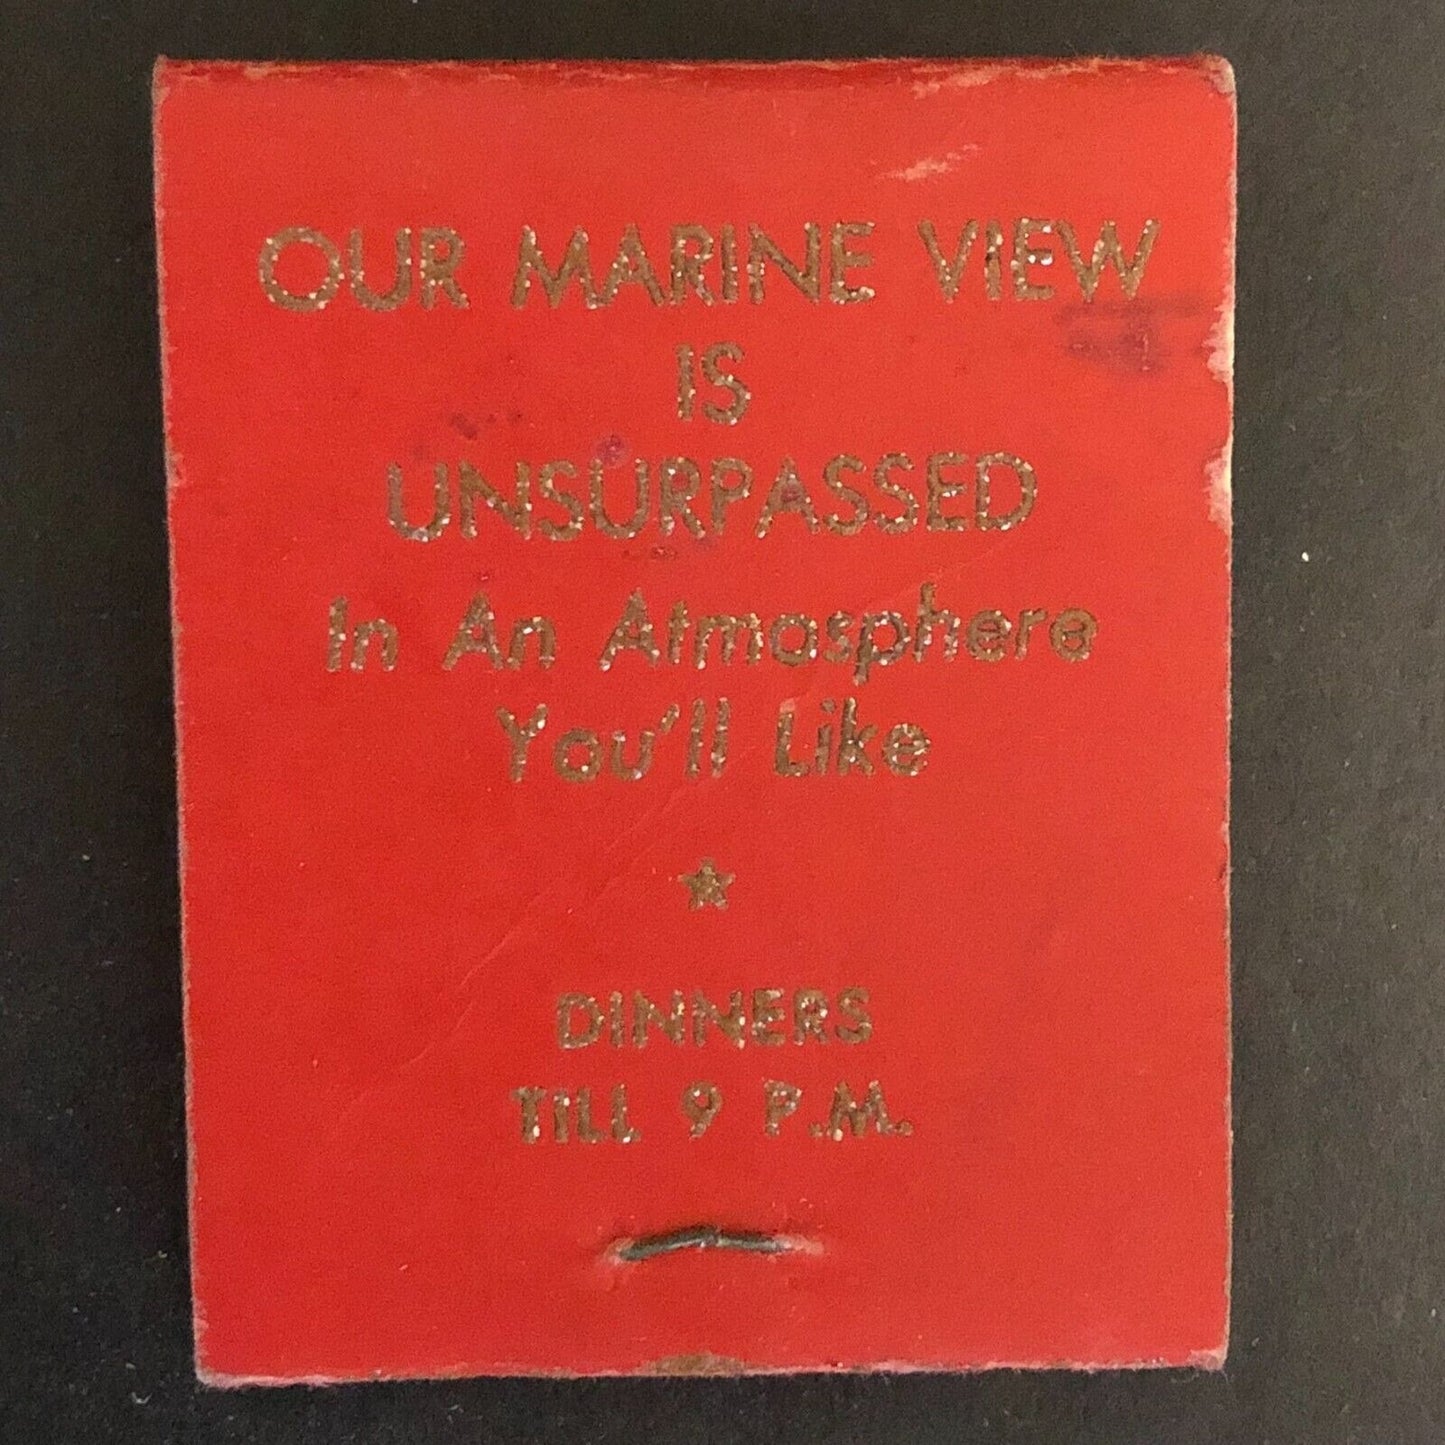 OUR MARINE VIEW
IS
UNSURPASSED
In An Atmosphere
You'll Like
DINNERS
TILL 9 P.M.